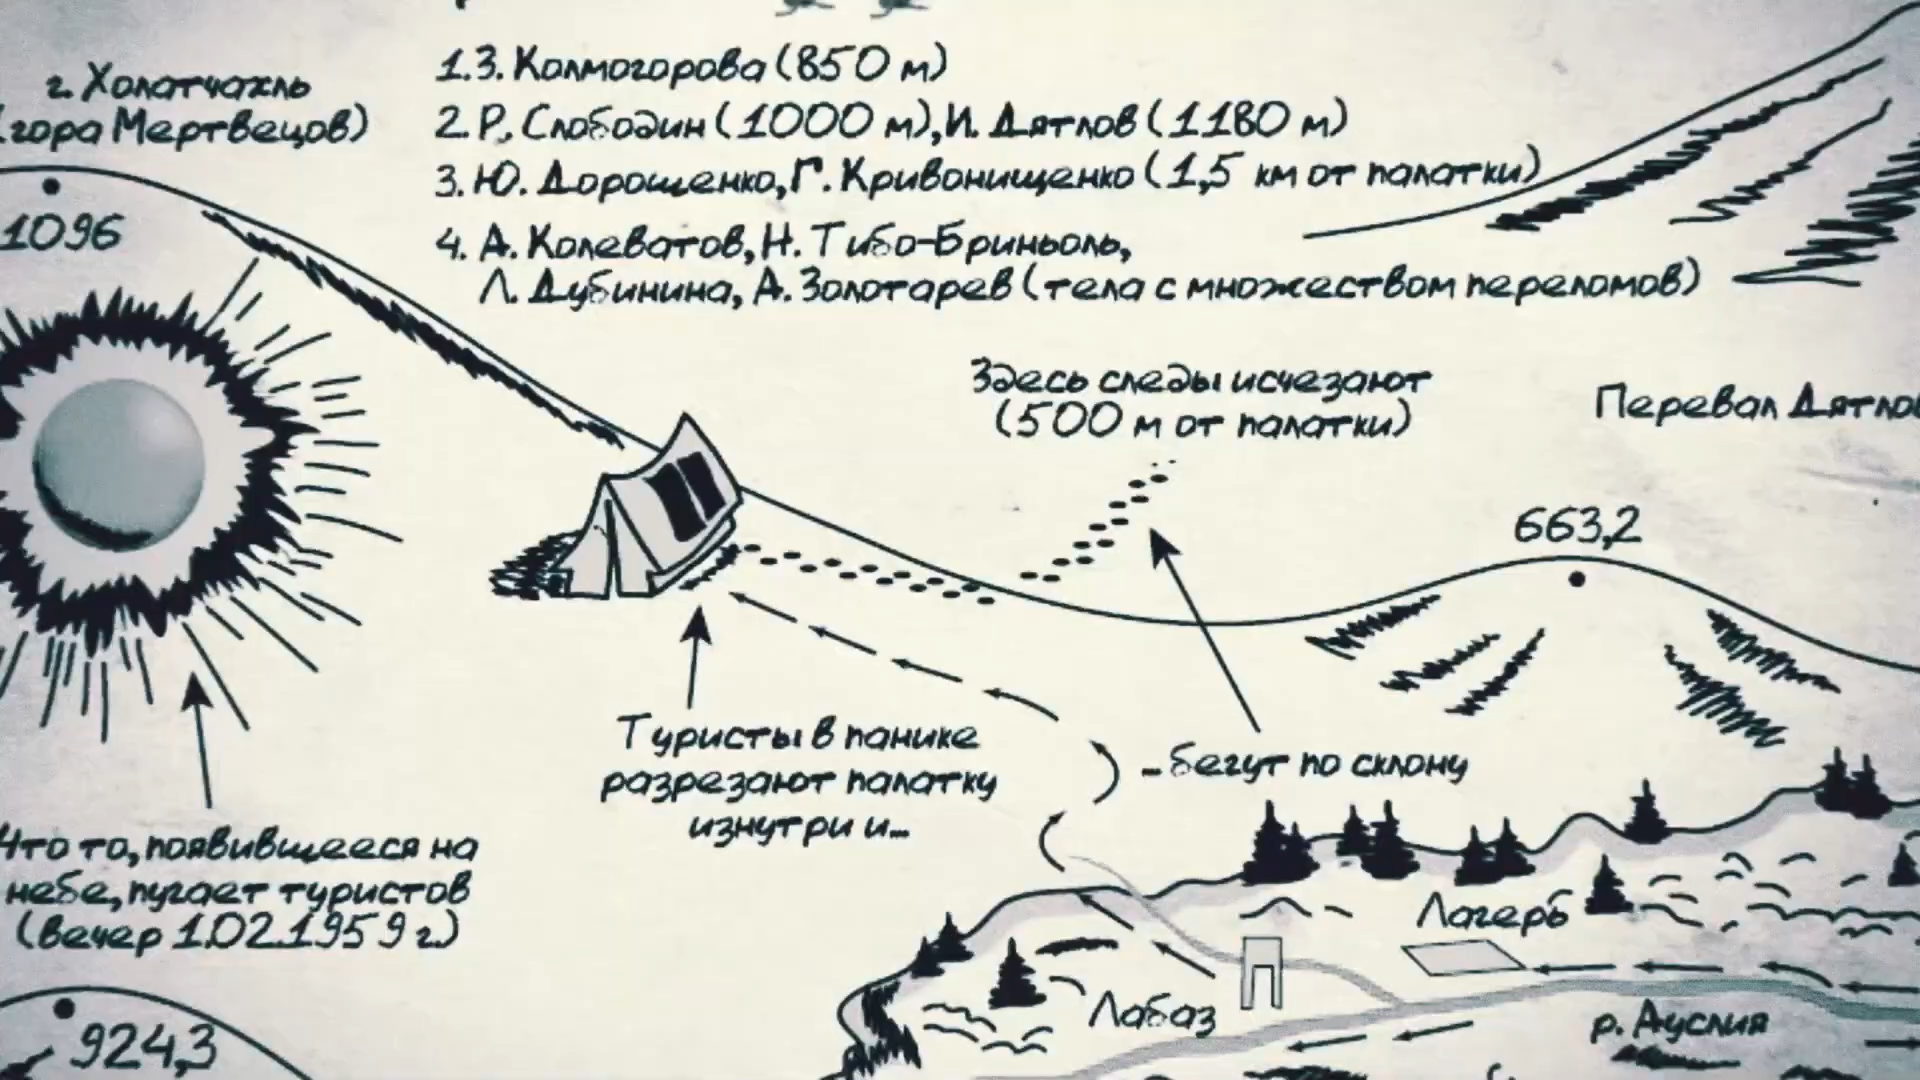 г. Холатчахль
(гора Мертвецов)
1096
1.З. Колмогорова (850 м)
2. Р. Слободин (1000 м), И. Дятлов (1180 м)
3. Ю. Дорошенко, Г. Кривонищенко (1,5 км от палатки)
4. А. Колеватов, Н. Тибо-Бриньоль,
Л. Дубинина, А. Золотарев (тела с множеством переломов)
Здесь следы исчезают
(500 м от палатки)
Перевал Дятлов
663,2
Туристы в панике
разрезают палатку
изнутри и...
...бегут по склону
Что то, появившееся на
небе, пугает туристов
(вечер 1.02.1959 г.)
924,3
Лагерь
Лабаз
р. Ауспия